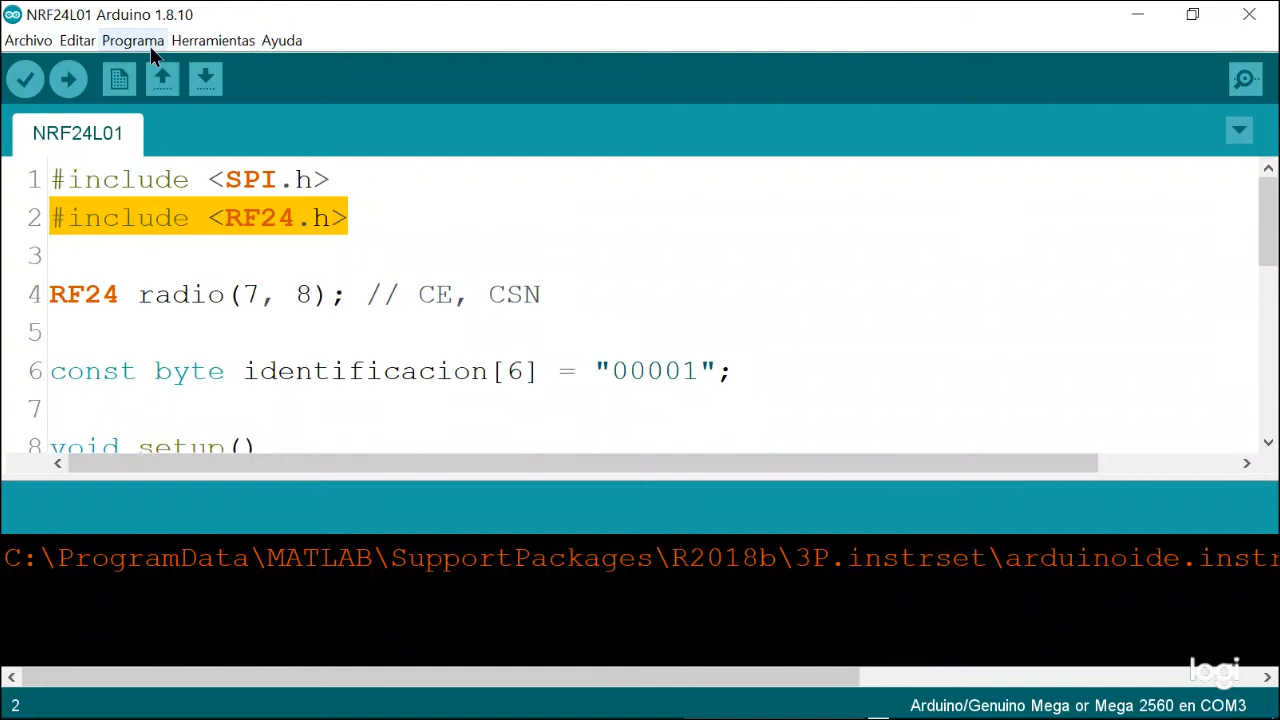 NRF24L01 Arduino 1.8.10
Archivo Editar Programa Herramientas Ayuda
NRF24L01
1 #include <SPI.h>
2 #include <RF24.h>
3
4 RF24 radio(7, 8); // CE, CSN
5
6 const byte identificacion[6] = "00001";
7
8 void setup()
C:\ProgramData\MATLAB\SupportPackages\R2018b\3P.instrset\arduinoide.instr
logi
2 Arduino/Genuino Mega or Mega 2560 en COM3